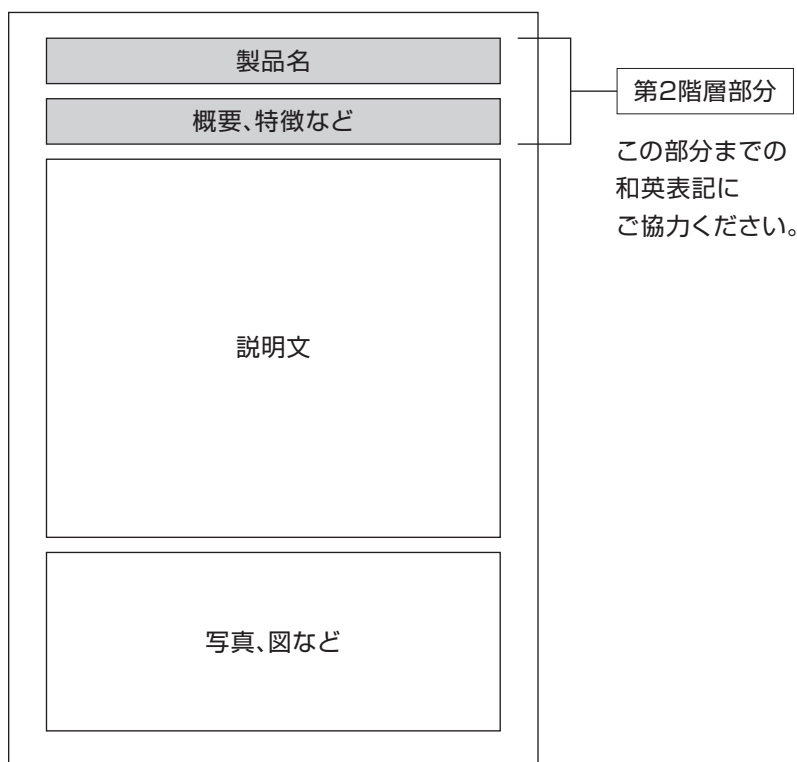 製品名
概要、特徴など
説明文
写真、図など
第2階層部分
この部分までの
和英表記に
ご協力ください。